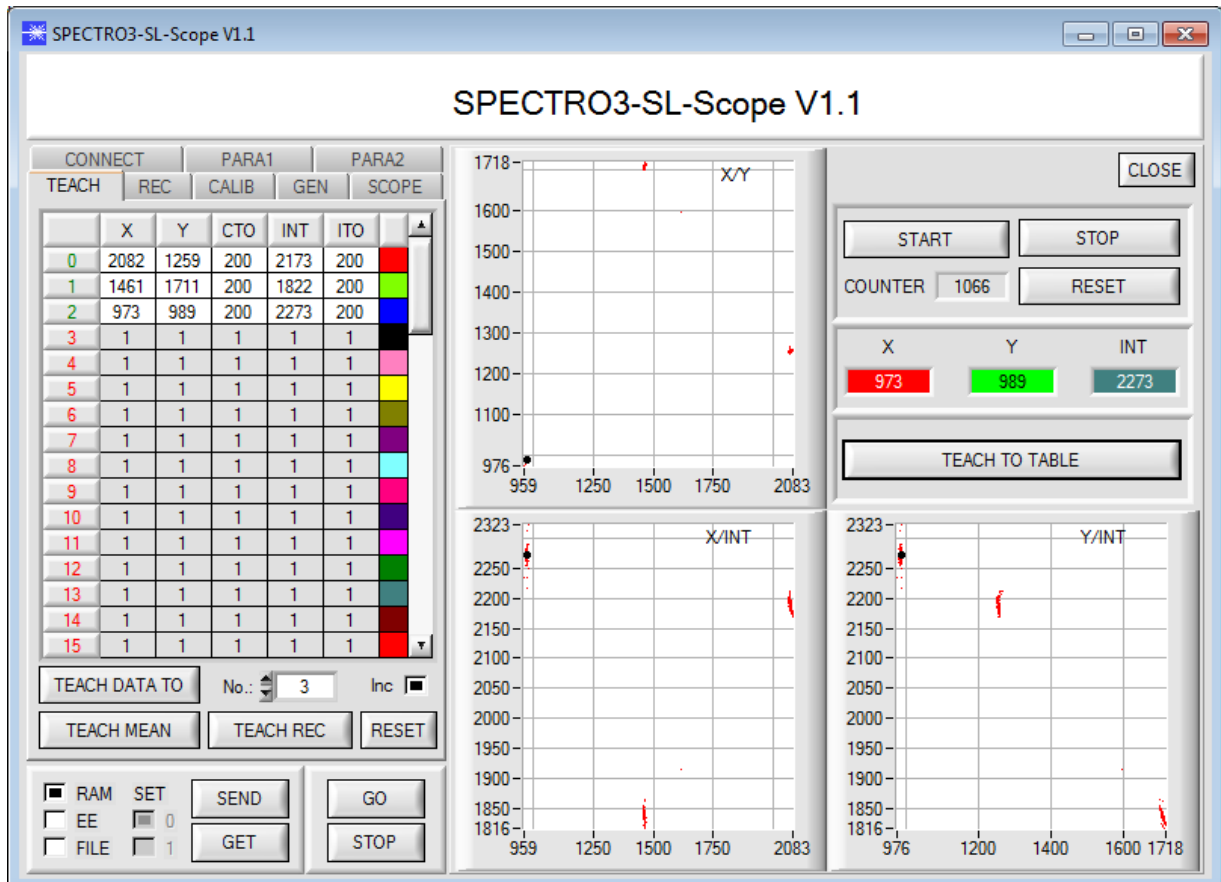 SPECTRO3-SL-Scope V1.1
SPECTRO3-SL-Scope V1.1
CONNECT PARA1 PARA2
TEACH REC CALIB GEN SCOPE
X Y CTO INT ITO
0 2082 1259 200 2173 200
1 1461 1711 200 1822 200
2 973 989 200 2273 200
3 1 1 1 1 1
4 1 1 1 1 1
5 1 1 1 1 1
6 1 1 1 1 1
7 1 1 1 1 1
8 1 1 1 1 1
9 1 1 1 1 1
10 1 1 1 1 1
11 1 1 1 1 1
12 1 1 1 1 1
13 1 1 1 1 1
14 1 1 1 1 1
15 1 1 1 1 1
TEACH DATA TO No.: 3 Inc
TEACH MEAN TEACH REC RESET
RAM SET SEND GO
EE 0
FILE 1 GET STOP
X/Y
1718
1600
1500
1400
1300
1200
1100
976
959 1250 1500 1750 2083
CLOSE
START STOP
COUNTER 1066 RESET
X Y INT
973 989 2273
TEACH TO TABLE
X/INT
2323
2250
2200
2150
2100
2050
2000
1950
1900
1850
1816
959 1250 1500 1750 2083
Y/INT
2323
2250
2200
2150
2100
2050
2000
1950
1900
1850
1816
976 1200 1400 1600 1718